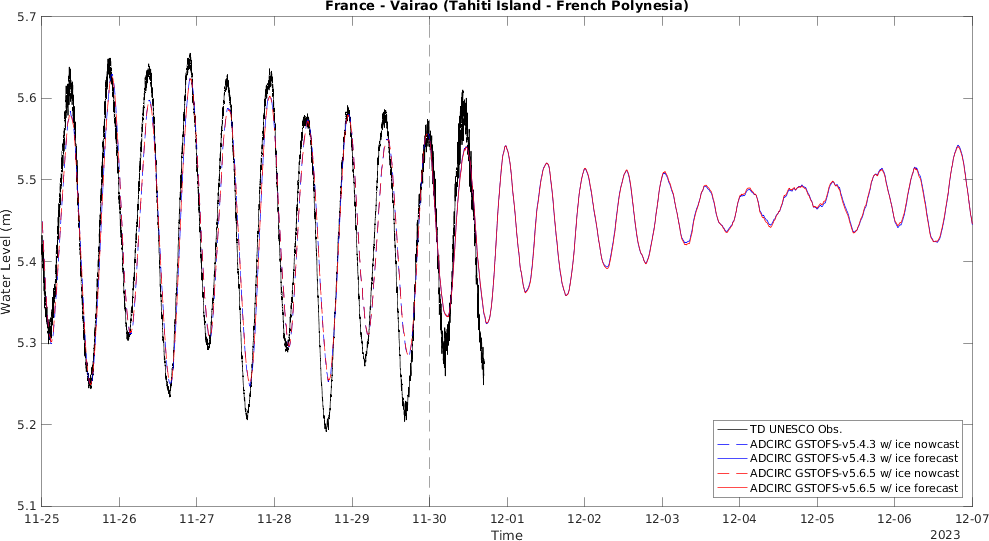 France - Vairao (Tahiti Island - French Polynesia)
5.7
5.6
5.5
5.4
5.3
5.2
5.1
Water Level (m)
TD UNESCO Obs.
ADCIRC GSTOFS-v5.4.3 w/ ice nowcast
ADCIRC GSTOFS-v5.4.3 w/ ice forecast
ADCIRC GSTOFS-v5.6.5 w/ ice nowcast
ADCIRC GSTOFS-v5.6.5 w/ ice forecast
11-25 11-26 11-27 11-28 11-29 11-30 12-01 12-02 12-03 12-04 12-05 12-06 12-07
Time
2023